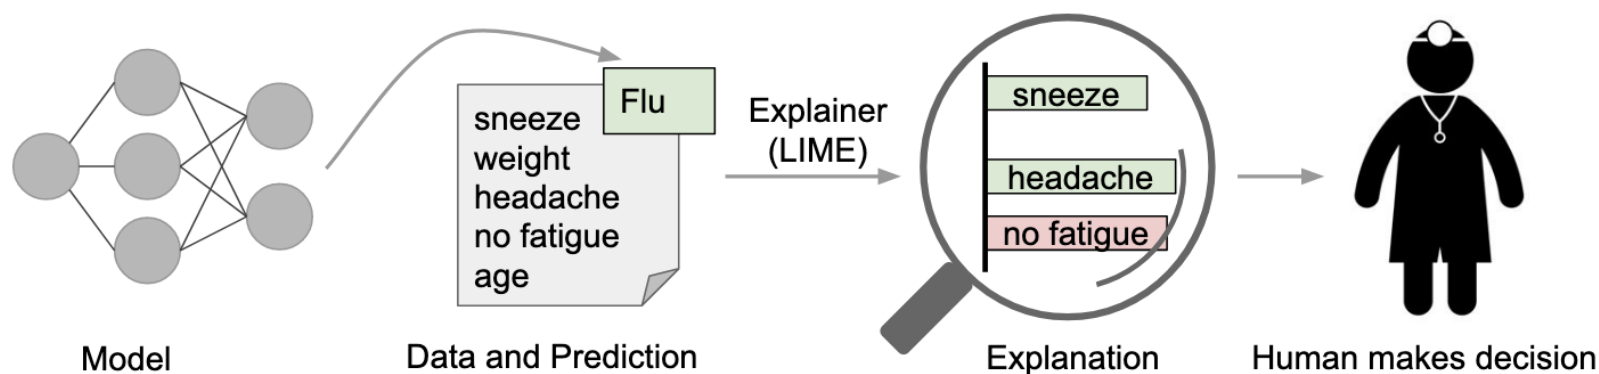 Flu
sneeze
weight
headache
no fatigue
age
Explainer
(LIME)
sneeze
headache
no fatigue
Model
Data and Prediction
Explanation
Human makes decision